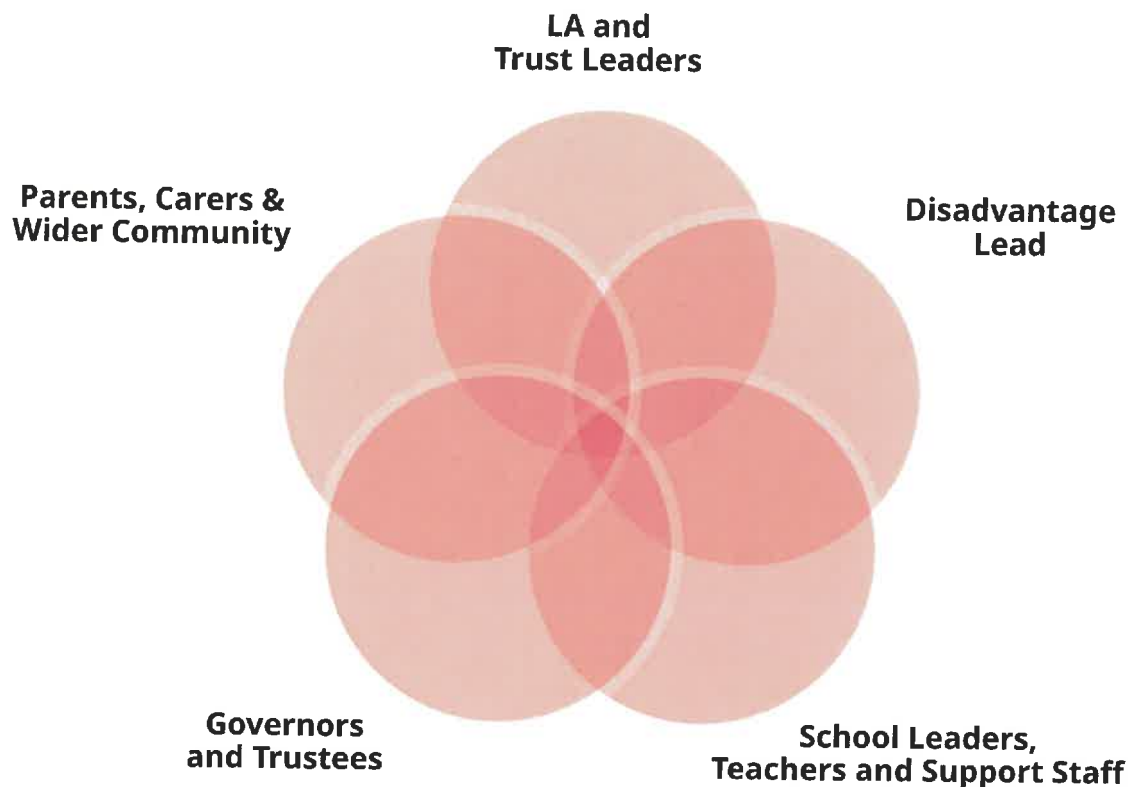 LA and
Trust Leaders
Parents, Carers &
Wider Community
Disadvantage
Lead
Governors
and Trustees
School Leaders,
Teachers and Support Staff